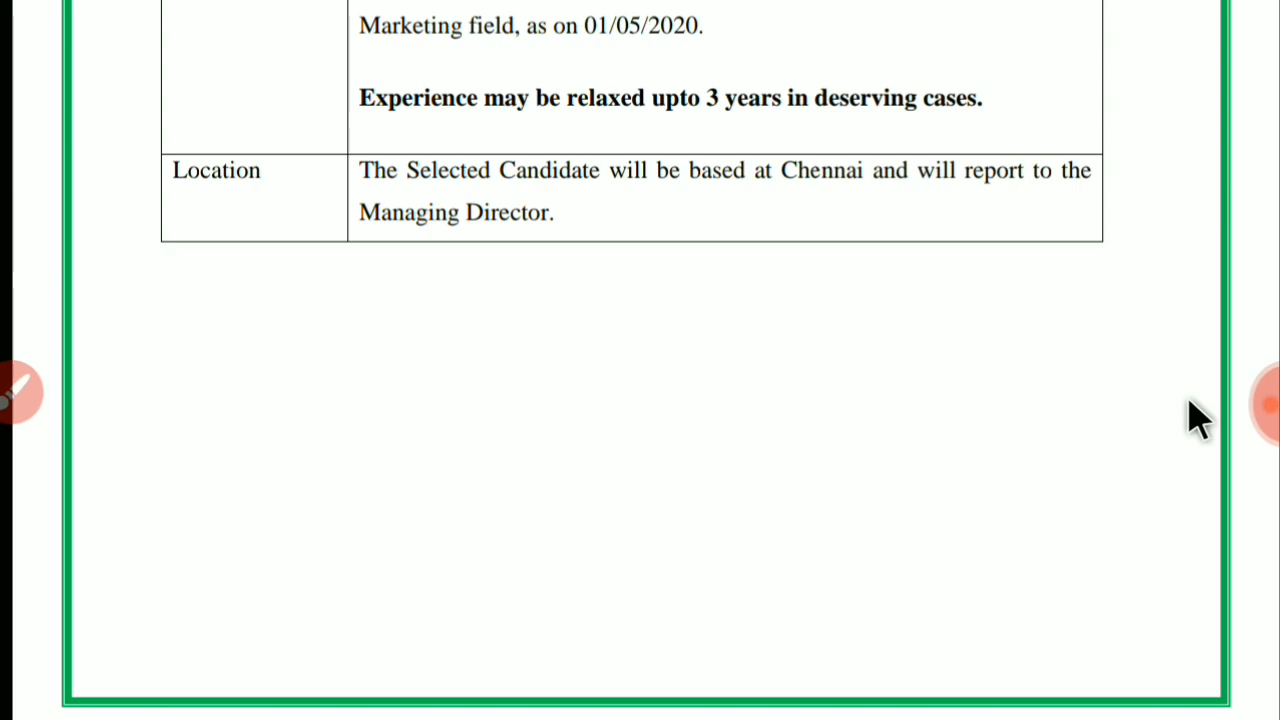 Marketing field, as on 01/05/2020.
Experience may be relaxed upto 3 years in deserving cases.
Location
The Selected Candidate will be based at Chennai and will report to the
Managing Director.